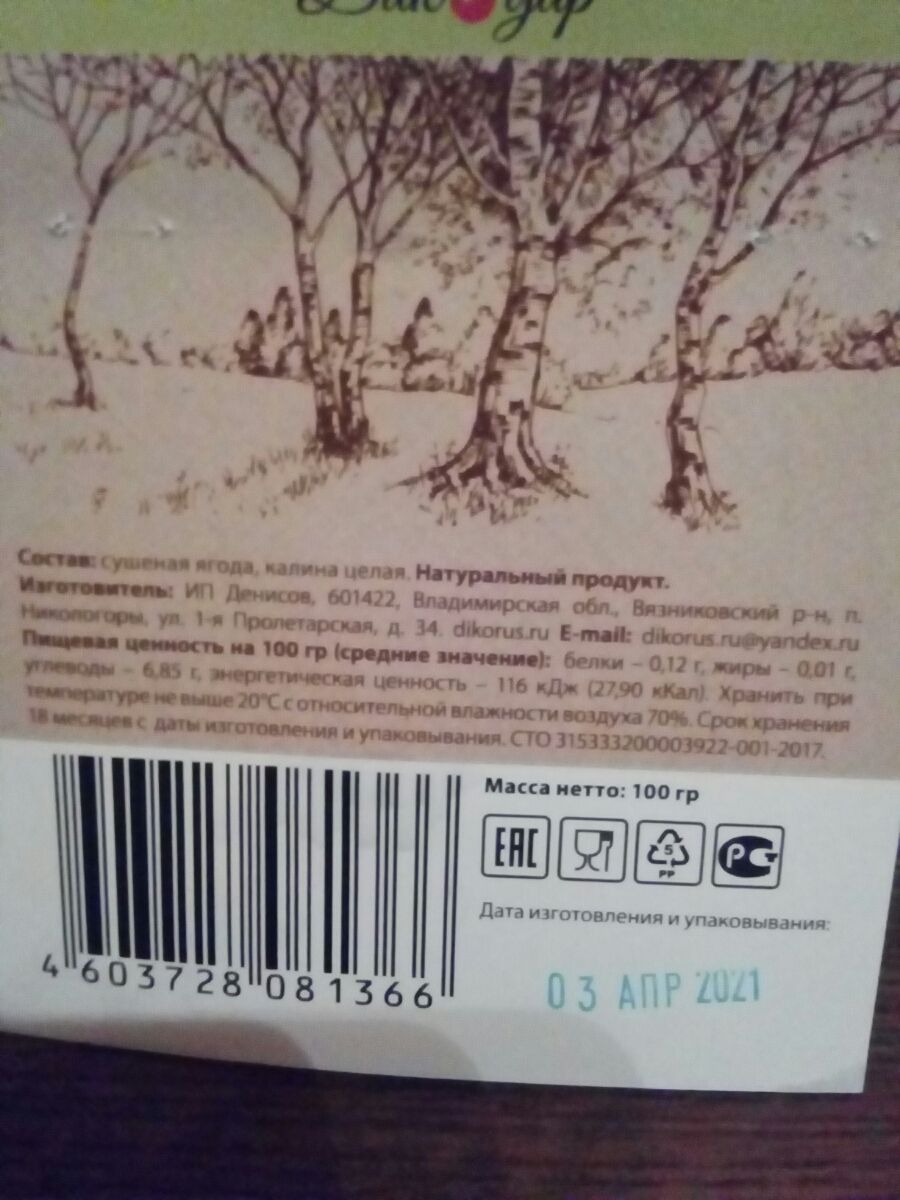 Состав: сушеная ягода, калина целая. Натуральный продукт.
Изготовитель: ИП Денисов, 601422, Владимирская обл., Вязниковский р-н, п.
Никологоры, ул. 1-я Пролетарская, д. 34. dikorus.ru E-mail: dikorus.ru@yandex.ru
Пищевая ценность на 100 гр (средние значение): белки – 0,12 г, жиры – 0,01 г,
углеводы – 6,85 г, энергетическая ценность – 116 кДж (27,90 кКал). Хранить при
температуре не выше 20°С с относительной влажности воздуха 70%. Срок хранения
18 месяцев с даты изготовления и упаковывания. СТО 315333200003922-001-2017.
Масса нетто: 100 гр
EAC
5
PP
РСТ
Дата изготовления и упаковывания:
03 АПР 2021
4 603728 081366